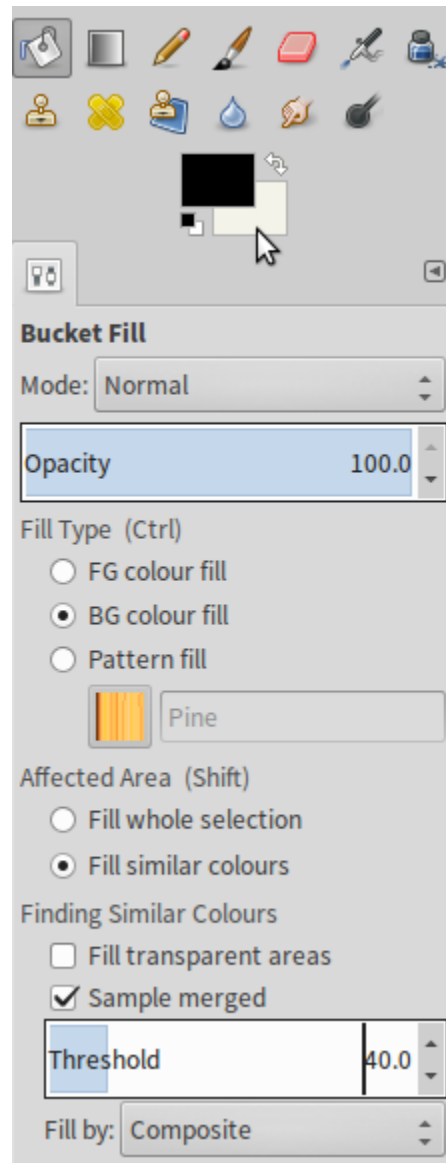 Bucket Fill
Mode: Normal
Opacity 100.0
Fill Type (Ctrl)
FG colour fill
BG colour fill
Pattern fill
Pine
Affected Area (Shift)
Fill whole selection
Fill similar colours
Finding Similar Colours
Fill transparent areas
Sample merged
Threshold 40.0
Fill by: Composite